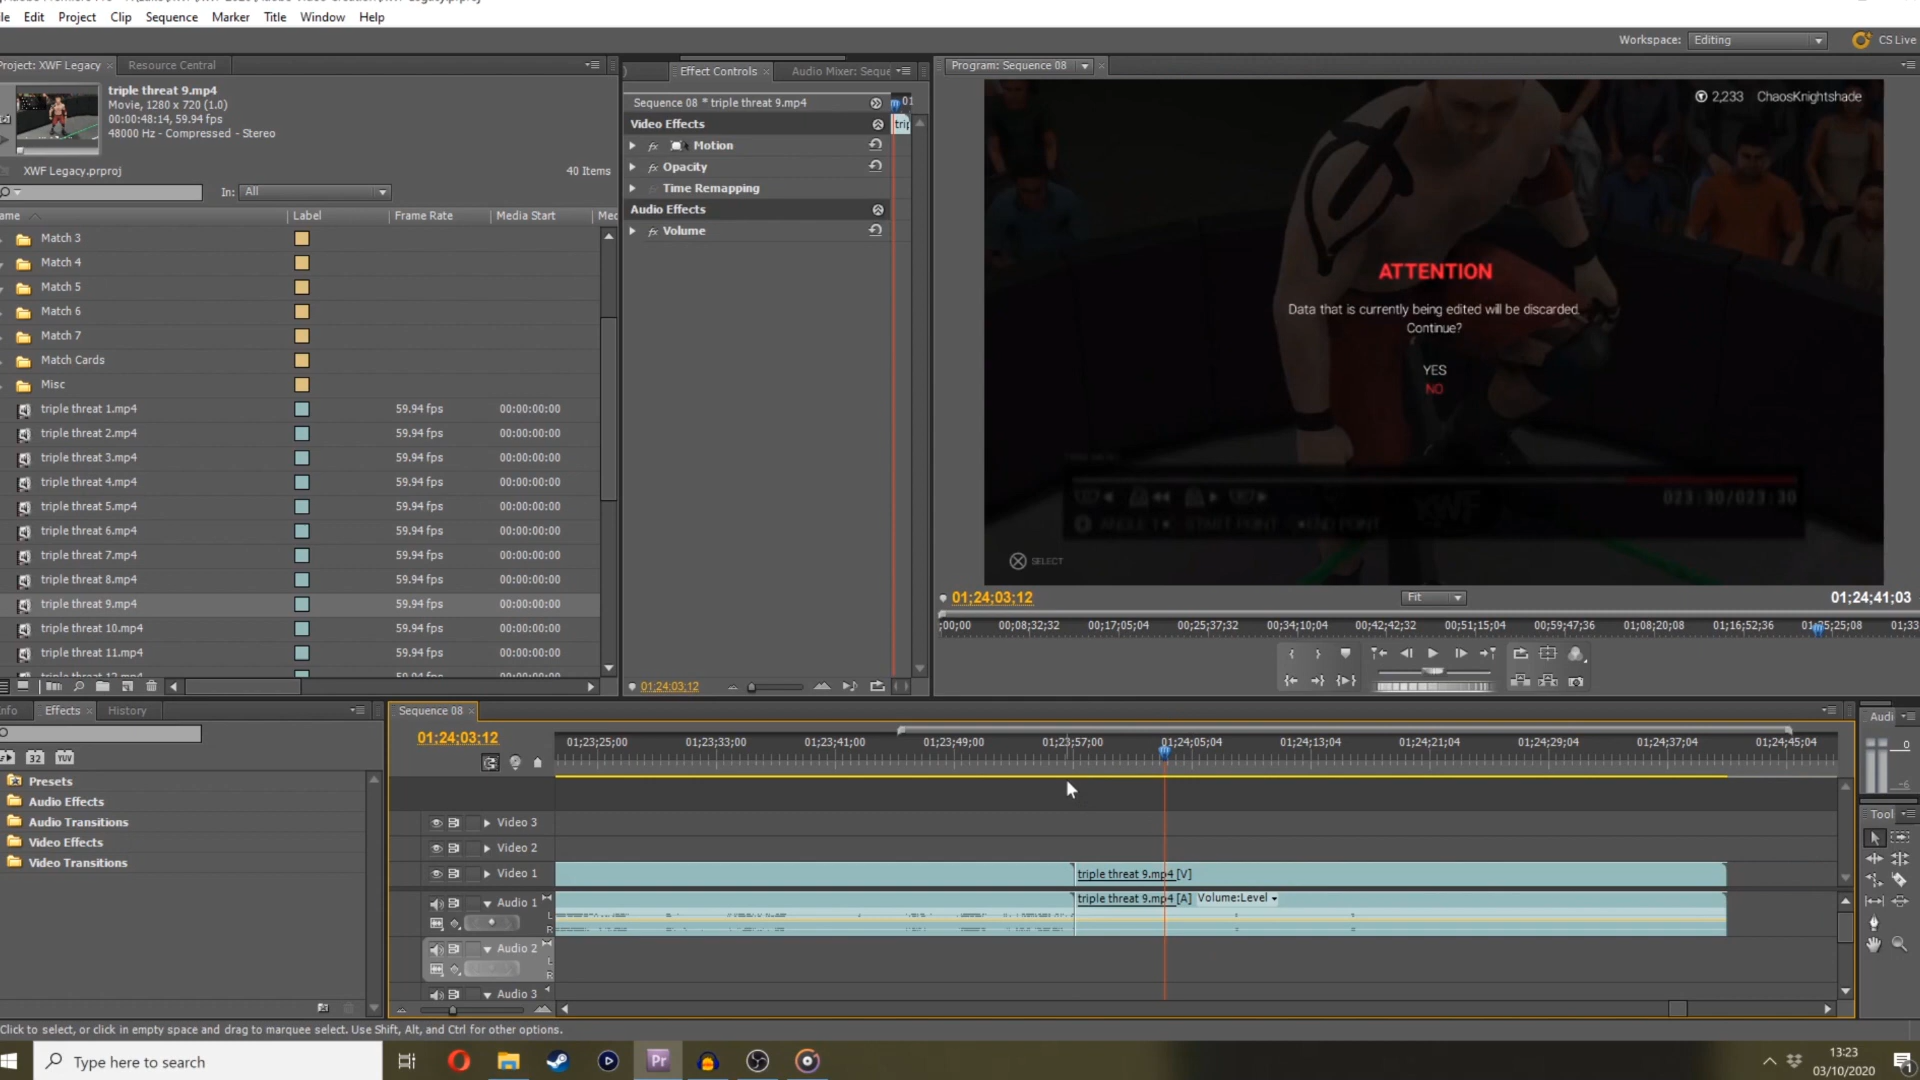 Edit Project Clip Sequence Marker Title Window Help
Workspace: Editing CS Live
Project: XWF Legacy Resource Central
triple threat 9.mp4
Movie, 1280 x 720 (1.0)
00:00:48:14, 59.94 fps
48000 Hz - Compressed - Stereo
XWF Legacy.prproj 40 Items
In: All
Label Frame Rate Media Start
Match 3
Match 4
Match 5
Match 6
Match 7
Match Cards
Misc
triple threat 1.mp4 59.94 fps 00:00:00:00
triple threat 2.mp4 59.94 fps 00:00:00:00
triple threat 3.mp4 59.94 fps 00:00:00:00
triple threat 4.mp4 59.94 fps 00:00:00:00
triple threat 5.mp4 59.94 fps 00:00:00:00
triple threat 6.mp4 59.94 fps 00:00:00:00
triple threat 7.mp4 59.94 fps 00:00:00:00
triple threat 8.mp4 59.94 fps 00:00:00:00
triple threat 9.mp4 59.94 fps 00:00:00:00
triple threat 10.mp4 59.94 fps 00:00:00:00
triple threat 11.mp4 59.94 fps 00:00:00:00
Effect Controls Audio Mixer: Seque
Sequence 08 * triple threat 9.mp4 01
Video Effects
fx Motion
fx Opacity
Time Remapping
Audio Effects
fx Volume
01;24;03;12
Program: Sequence 08
2,233 ChaosKnightshade
ATTENTION
Data that is currently being edited will be discarded.
Continue?
YES
NO
023:30/023:30
SELECT
01;24;03;12 Fit 01;24;41;03
;00;00 00;08;32;32 00;17;05;04 00;25;37;32 00;34;10;04 00;42;42;32 00;51;15;04 00;59;47;36 01;08;20;08 01;16;52;36 01;25;25;08 01;33
Effects History
32 YUV
Presets
Audio Effects
Audio Transitions
Video Effects
Video Transitions
Sequence 08
01;24;03;12
01;23;25;00 01;23;33;00 01;23;41;00 01;23;49;00 01;23;57;00 01;24;05;04 01;24;13;04 01;24;21;04 01;24;29;04 01;24;37;04 01;24;45;04
Video 3
Video 2
Video 1 triple threat 9.mp4 [V]
Audio 1 triple threat 9.mp4 [A] Volume:Level
L
R
Audio 2
L
R
Audio 3
Audi
0
-6
Tool
Click to select, or click in empty space and drag to marquee select. Use Shift, Alt, and Ctrl for other options.
Type here to search
Pr
13:23
03/10/2020
1